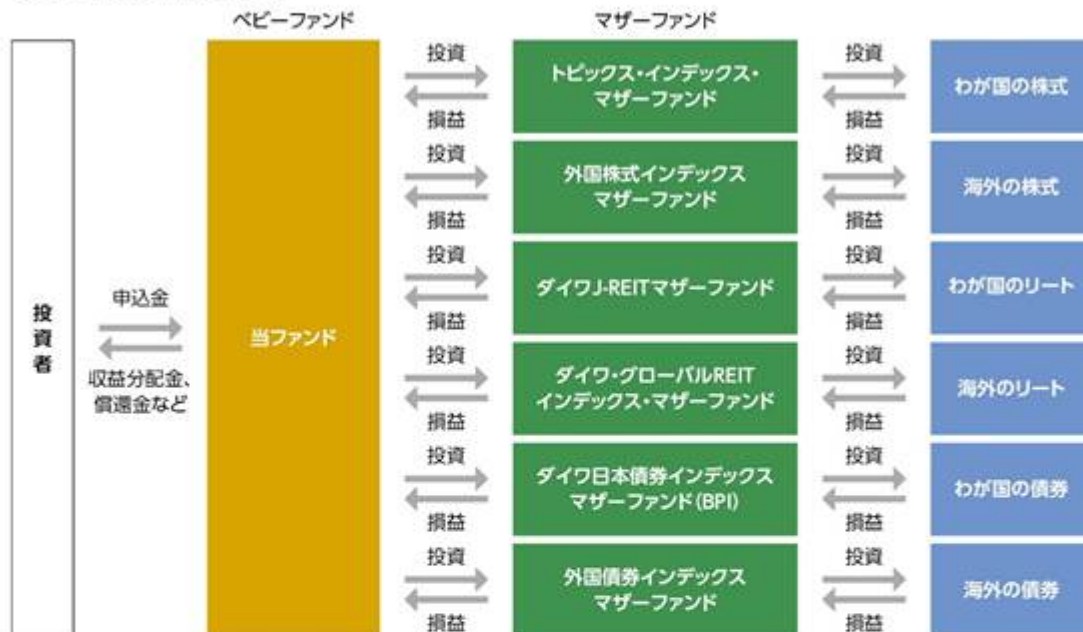 ベビーファンド
マザーファンド
投資者
申込金
収益分配金、
償還金など
当ファンド
投資
損益
トピックス・インデックス・
マザーファンド
投資
損益
わが国の株式
投資
損益
外国株式インデックス
マザーファンド
投資
損益
海外の株式
投資
損益
ダイワJ-REITマザーファンド
投資
損益
わが国のリート
投資
損益
ダイワ・グローバルREIT
インデックス・マザーファンド
投資
損益
海外のリート
投資
損益
ダイワ日本債券インデックス
マザーファンド(BPI)
投資
損益
わが国の債券
投資
損益
外国債券インデックス
マザーファンド
投資
損益
海外の債券